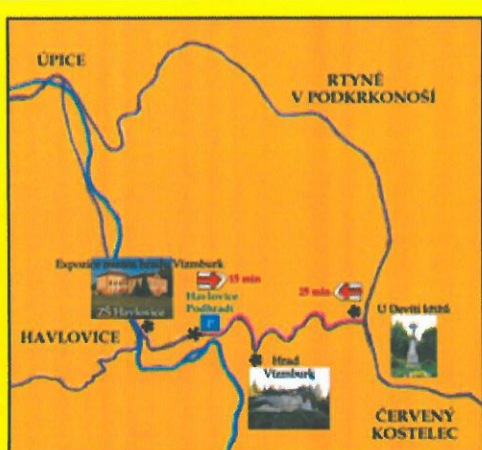 ÚPICE
RTYNĚ
V PODKRKONOŠÍ
Expozice muzea hradu Vízmburk
ZŠ Havlovice
15 min
Havlovice
Podhradí
P
25 min
U Devíti křížů
HAVLOVICE
Hrad
Vízmburk
ČERVENÝ
KOSTELEC